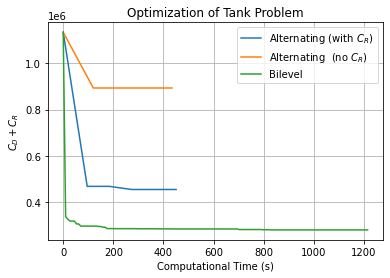 Optimization of Tank Problem
1e6
Alternating (with C_R)
Alternating (no C_R)
Bilevel
1.0
0.8
0.6
0.4
C_D + C_R
0 200 400 600 800 1000 1200
Computational Time (s)